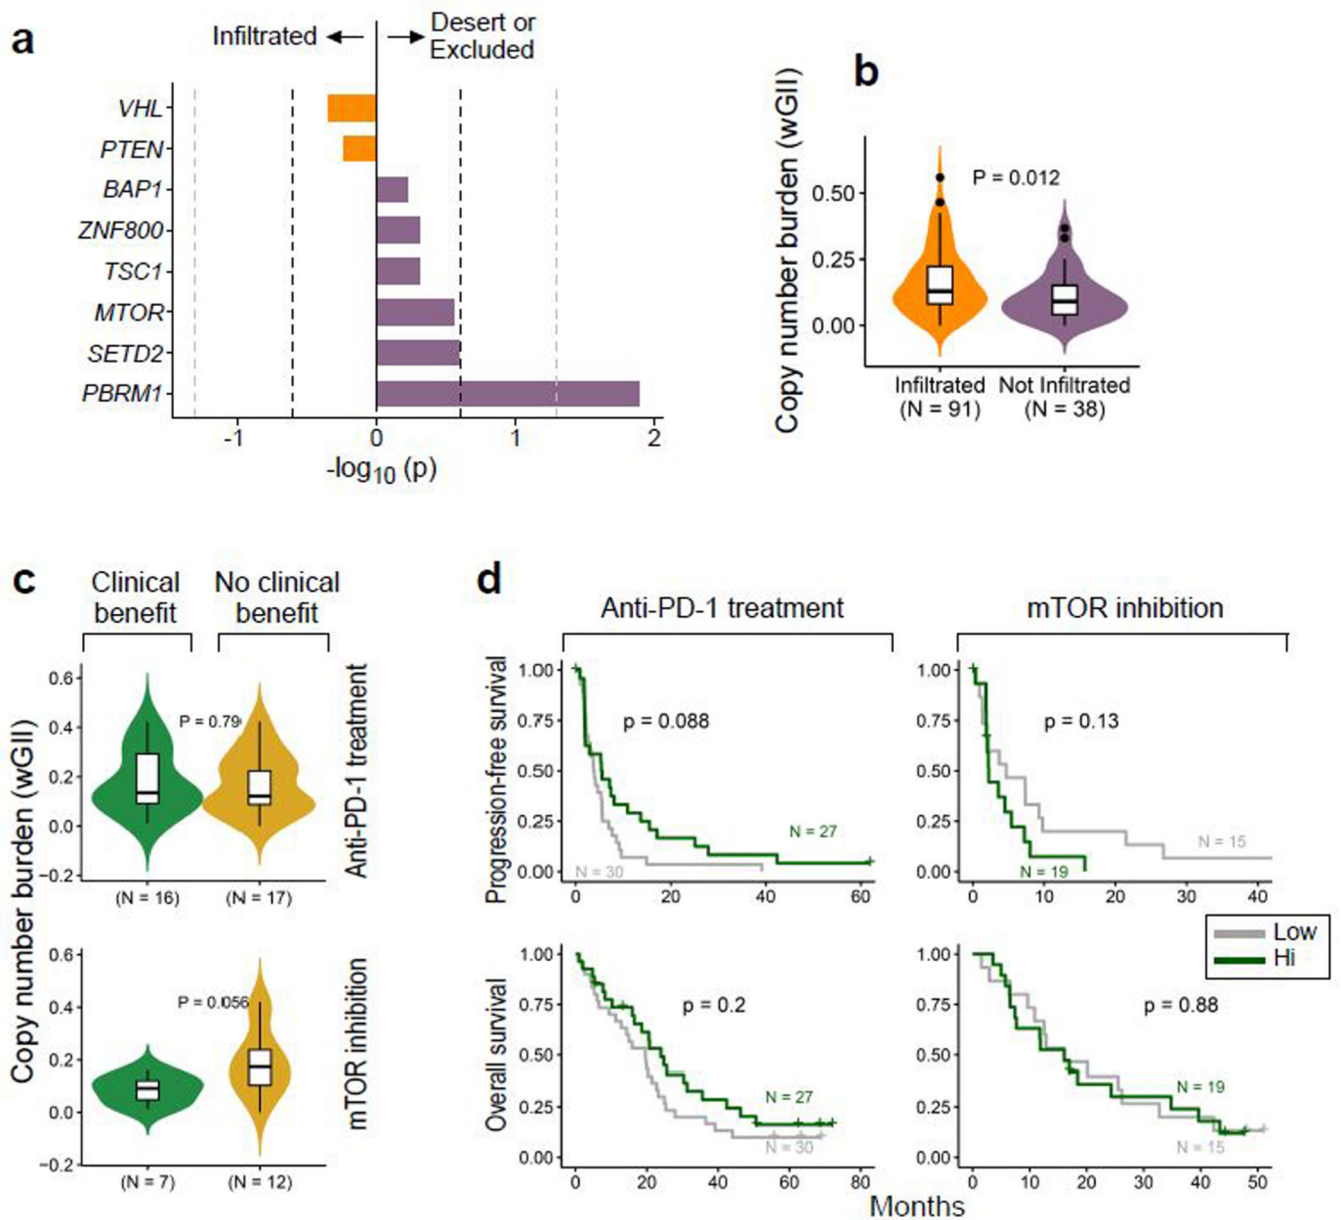 a
Infiltrated
Desert or
Excluded
VHL
PTEN
BAP1
ZNF800
TSC1
MTOR
SETD2
PBRM1
-1 0 1 2
-log10 (p)
b
Copy number burden (wGII)
P = 0.012
0.50
0.25
0.00
Infiltrated Not Infiltrated
(N = 91) (N = 38)
c
Clinical
benefit
No clinical
benefit
Copy number burden (wGII)
0.6
0.4
0.2
0.0
−0.2
P = 0.79
(N = 16) (N = 17)
Anti-PD-1 treatment
0.6
0.4
0.2
0.0
−0.2
P = 0.056
(N = 7) (N = 12)
mTOR inhibition
d
Anti-PD-1 treatment
mTOR inhibition
Progression-free survival
1.00
0.75
0.50
0.25
0.00
p = 0.088
N = 27
N = 30
0 20 40 60
1.00
0.75
0.50
0.25
0.00
p = 0.13
N = 15
N = 19
0 10 20 30 40
Low
Hi
Overall survival
1.00
0.75
0.50
0.25
0.00
p = 0.2
N = 27
N = 30
0 20 40 60 80
1.00
0.75
0.50
0.25
0.00
p = 0.88
N = 19
N = 15
0 10 20 30 40 50
Months